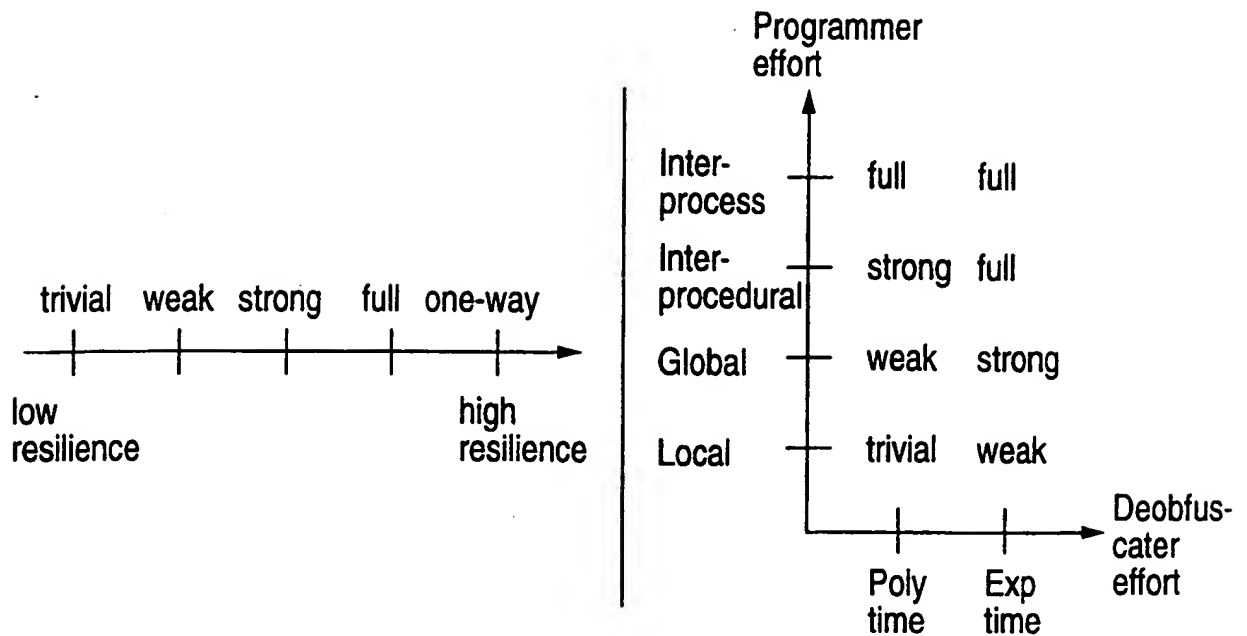 trivial weak strong full one-way
low
resilience
high
resilience
Programmer
effort
Inter-
process
full full
Inter-
procedural
strong full
Global
weak strong
Local
trivial weak
Deobfus-
cater
effort
Poly
time
Exp
time